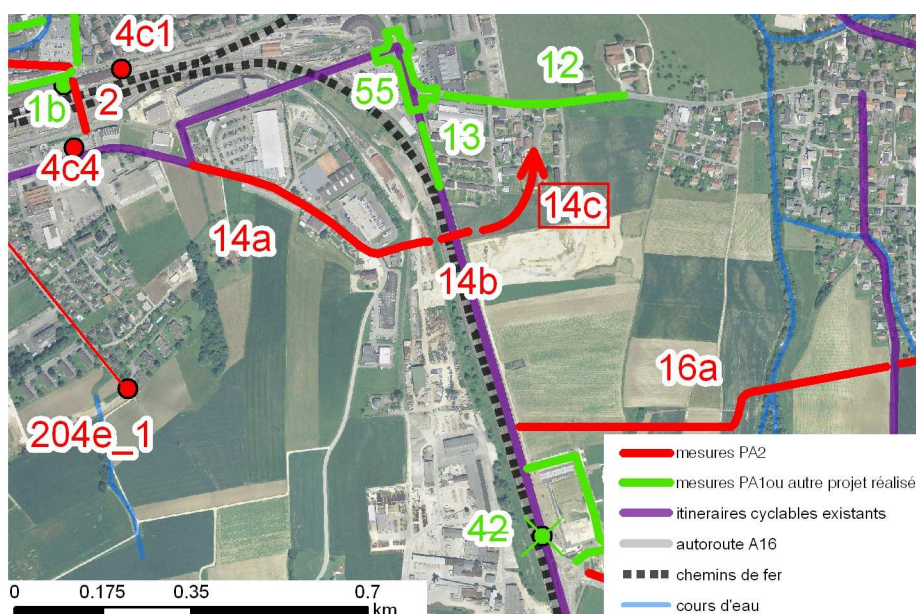 4c1
2
1b
55
12
13
4c4
14a
14c
14b
16a
204e_1
42
mesures PA2
mesures PA1ou autre projet réalisé
itineraires cyclables existants
autoroute A16
chemins de fer
cours d'eau
0 0.175 0.35 0.7
km